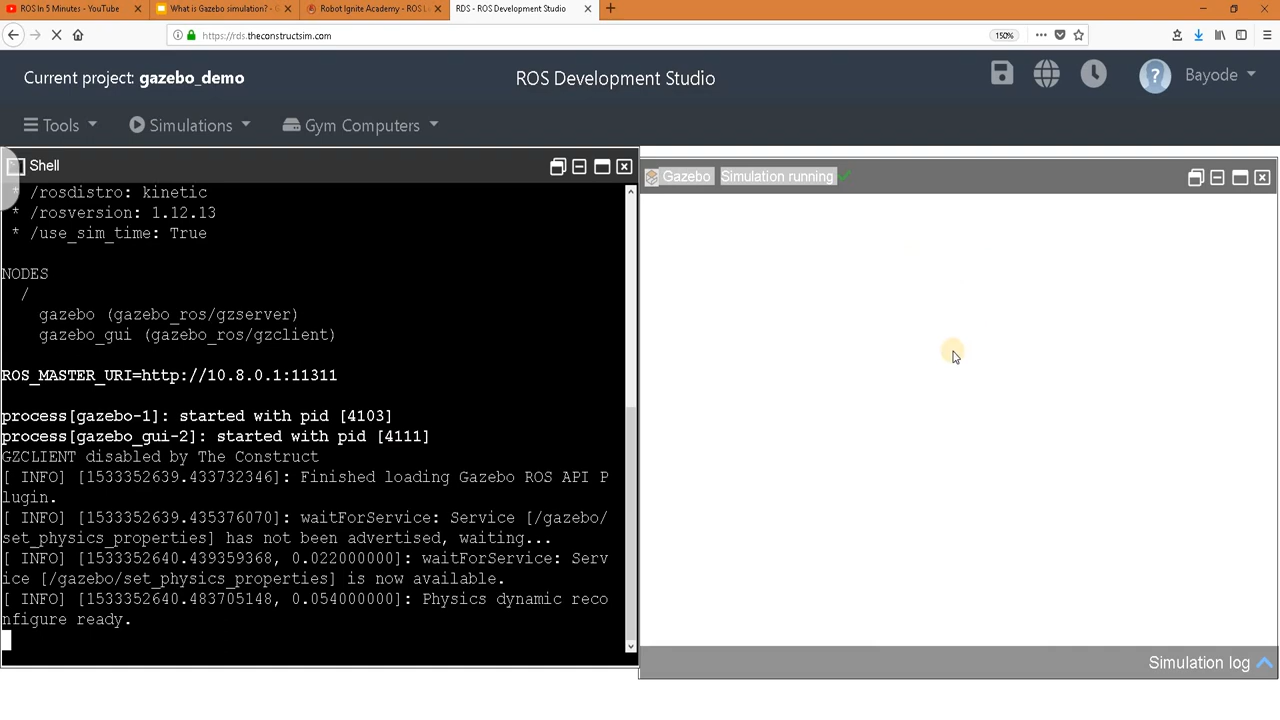 ROS In 5 Minutes - YouTube
What is Gazebo simulation? - G
Robot Ignite Academy - ROS L
RDS - ROS Development Studio
https://rds.theconstructsim.com
150%
Current project: gazebo_demo
ROS Development Studio
Bayode
Tools
Simulations
Gym Computers
Shell
* /rosdistro: kinetic
* /rosversion: 1.12.13
* /use_sim_time: True
NODES
/
gazebo (gazebo_ros/gzserver)
gazebo_gui (gazebo_ros/gzclient)
ROS_MASTER_URI=http://10.8.0.1:11311
process[gazebo-1]: started with pid [4103]
process[gazebo_gui-2]: started with pid [4111]
GZCLIENT disabled by The Construct
[ INFO] [1533352639.433732346]: Finished loading Gazebo ROS API P
lugin.
[ INFO] [1533352639.435376070]: waitForService: Service [/gazebo/
set_physics_properties] has not been advertised, waiting...
[ INFO] [1533352640.439359368, 0.022000000]: waitForService: Serv
ice [/gazebo/set_physics_properties] is now available.
[ INFO] [1533352640.483705148, 0.054000000]: Physics dynamic reco
nfigure ready.
Gazebo Simulation running
Simulation log